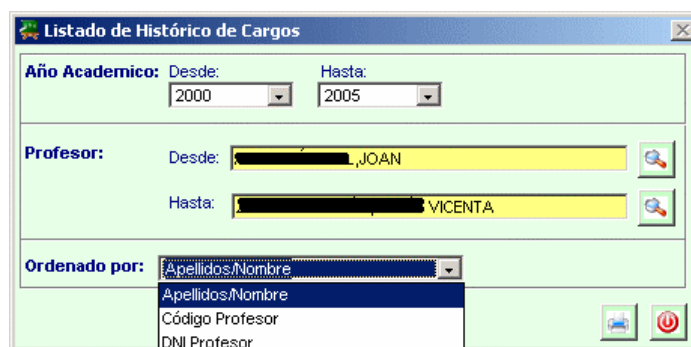 Listado de Histórico de Cargos
Año Academico: Desde: Hasta:
2000 2005
Profesor: Desde: L,JOAN
Hasta: VICENTA
Ordenado por: Apellidos/Nombre
Apellidos/Nombre
Código Profesor
DNI Profesor